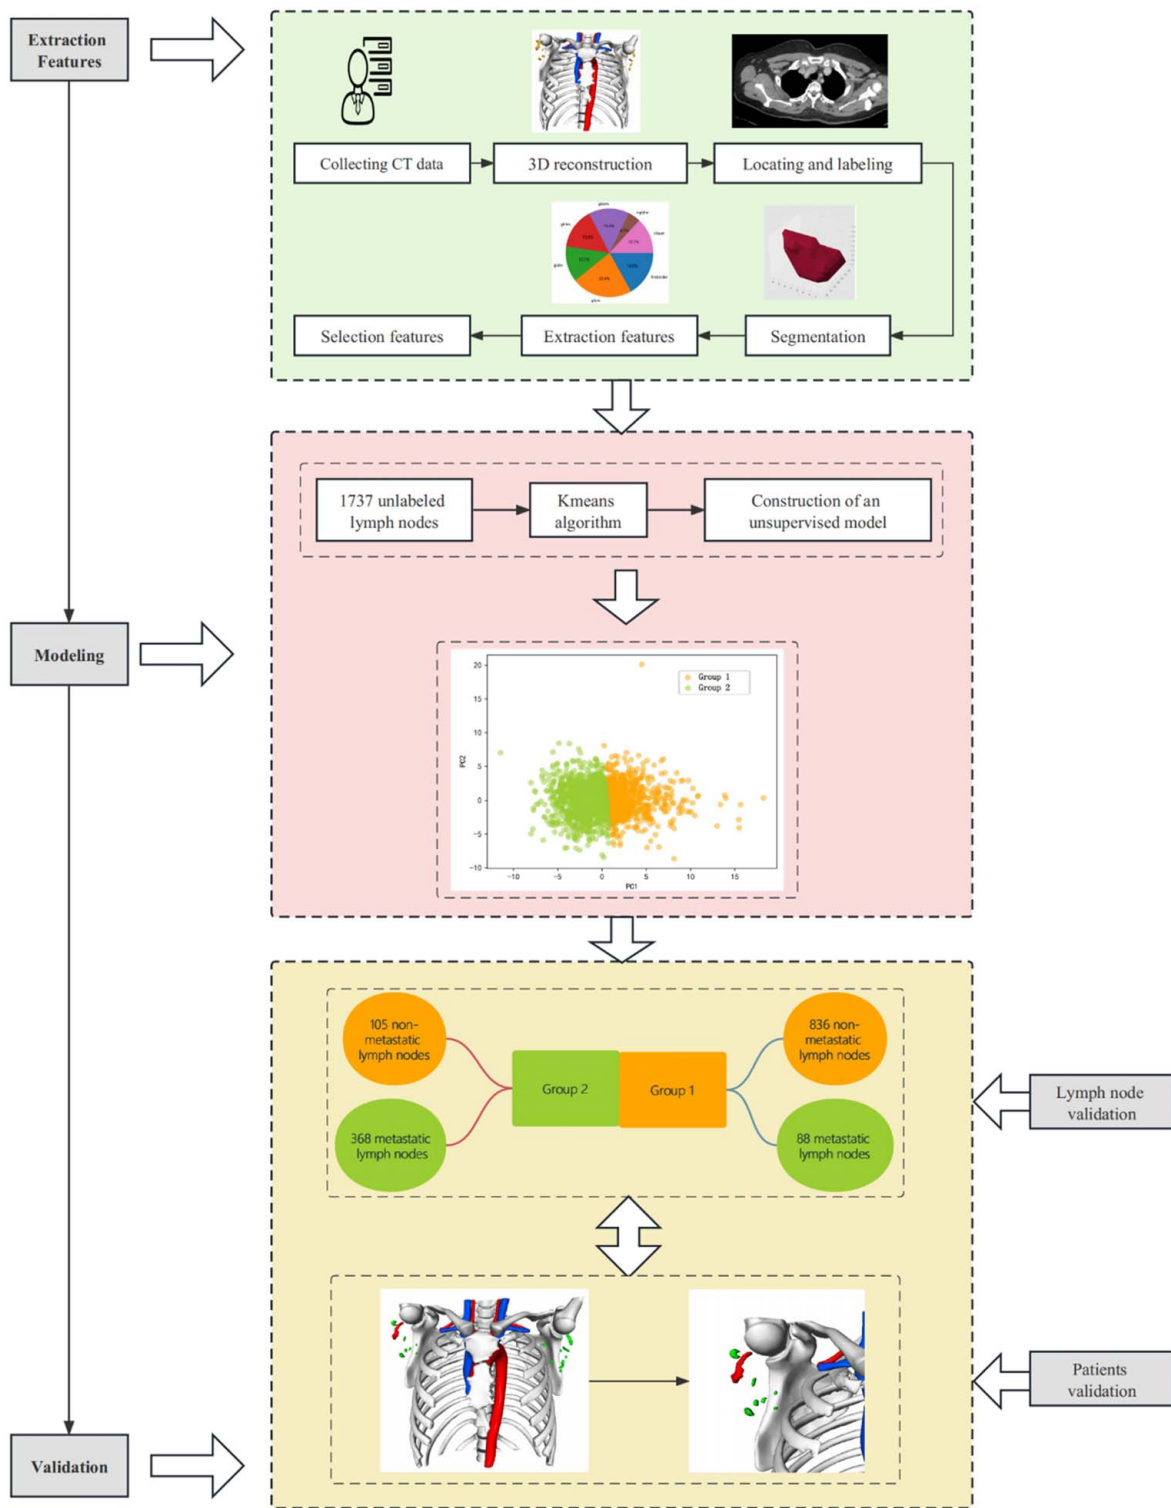 Extraction
Features
Collecting CT data
3D reconstruction
Locating and labeling
Selection features
Extraction features
Segmentation
1737 unlabeled
lymph nodes
Kmeans
algorithm
Construction of an
unsupervised model
Modeling
Group 1
Group 2
20
15
10
5
0
−5
−10
PC2
−10
−5
0
5
10
15
PC1
105 non-
metastatic
lymph nodes
836 non-
metastatic
lymph nodes
Group 2
Group 1
368 metastatic
lymph nodes
88 metastatic
lymph nodes
Lymph node
validation
Patients
validation
Validation